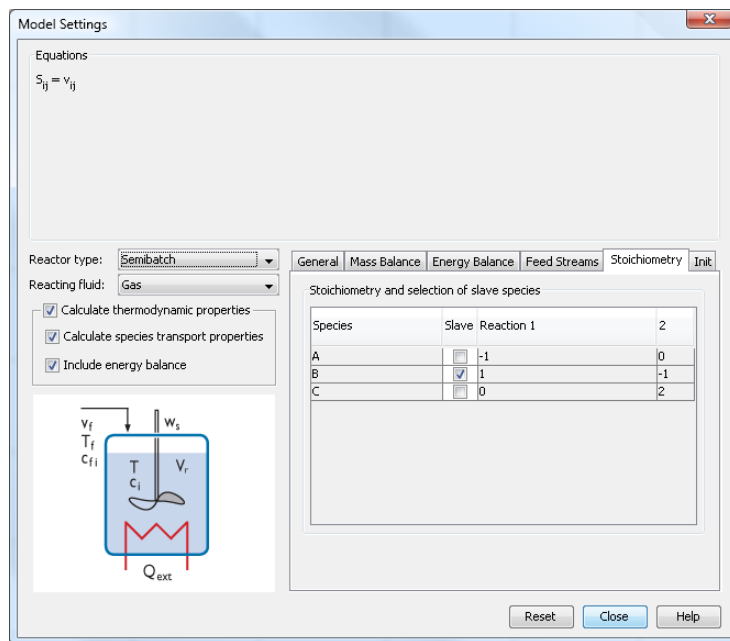 Model Settings
Equations
Sij = vij
Reactor type: Semibatch
Reacting fluid: Gas
Calculate thermodynamic properties
Calculate species transport properties
Include energy balance
General Mass Balance Energy Balance Feed Streams Stoichiometry Init
Stoichiometry and selection of slave species
Species Slave Reaction 1 2
A -1 0
B 1 -1
C 0 2
vf ws
Tf
cfi
T Vr
ci
Qext
Reset Close Help